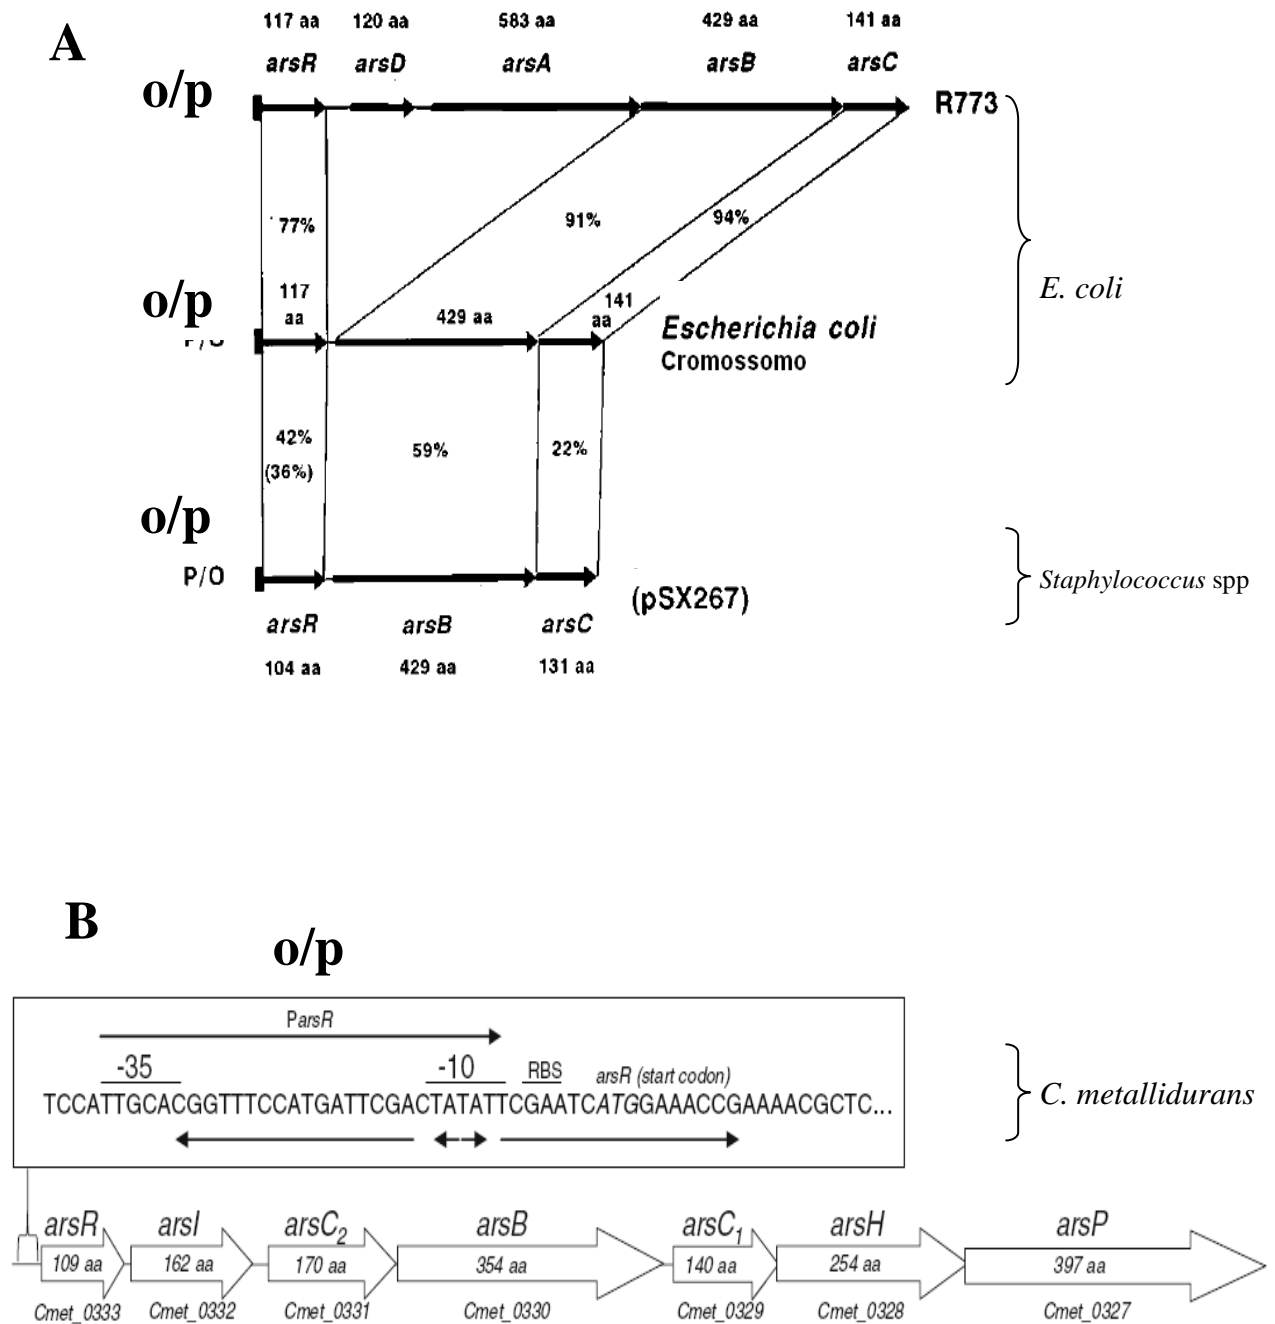 A
117 aa 120 aa 583 aa 429 aa 141 aa
arsR arsD arsA arsB arsC
o/p
R773
77% 91% 94%
E. coli
o/p
117
aa
429 aa
141
aa
P/O
Escherichia coli
Cromossomo
42%
(36%)
59%
22%
o/p
P/O
(pSX267)
Staphylococcus spp
arsR arsB arsC
104 aa 429 aa 131 aa
B
o/p
ParsR
-35 -10 RBS arsR (start codon)
TCCATTGCACGGTTTCCATGATTCGACTATATTCGAATCATGGAAACCGAAAACGCTC...
C. metallidurans
arsR arsI arsC2 arsB arsC1 arsH arsP
109 aa 162 aa 170 aa 354 aa 140 aa 254 aa 397 aa
Cmet_0333 Cmet_0332 Cmet_0331 Cmet_0330 Cmet_0329 Cmet_0328 Cmet_0327